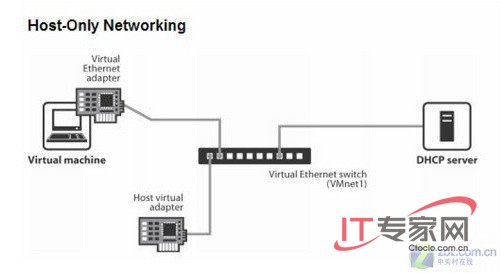 Host-Only Networking
Virtual
Ethernet
adapter
Virtual machine
DHCP server
Virtual Ethernet switch
(VMnet1)
Host virtual
adapter
IT专家网
Ctocio.com.cn
zol.com.cn
中关村在线